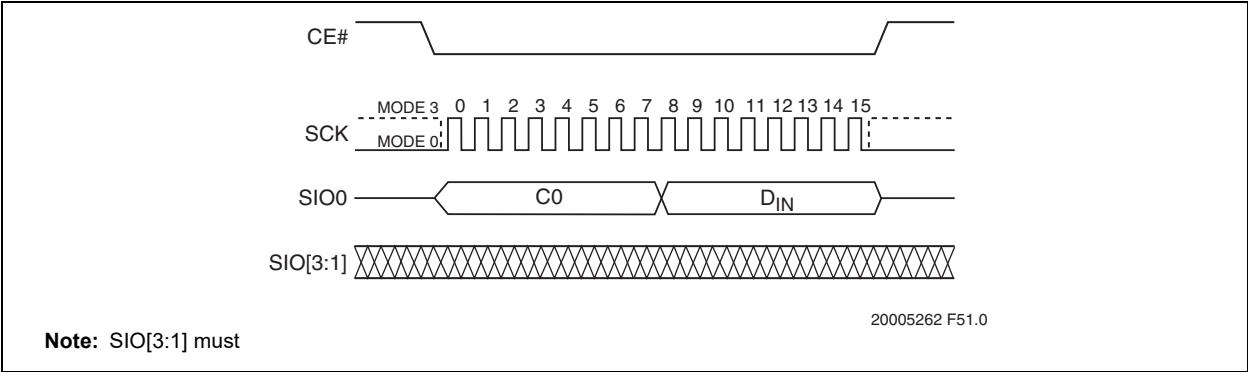 CE#
MODE 3 0 1 2 3 4 5 6 7 8 9 10 11 12 13 14 15
SCK
MODE 0
SIO0 C0 DIN
SIO[3:1]
20005262 F51.0
Note: SIO[3:1] must